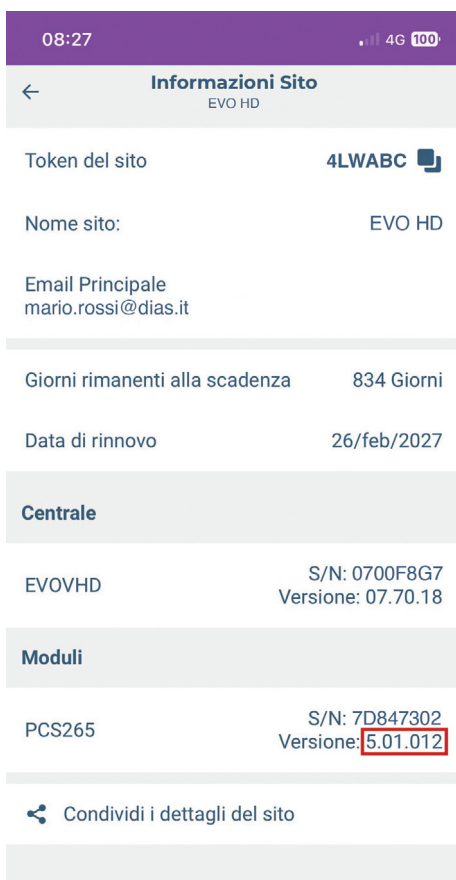 08:27 4G 100
Informazioni Sito
EVO HD
Token del sito 4LWABC
Nome sito: EVO HD
Email Principale
mario.rossi@dias.it
Giorni rimanenti alla scadenza 834 Giorni
Data di rinnovo 26/feb/2027
Centrale
EVOVHD S/N: 0700F8G7
Versione: 07.70.18
Moduli
PCS265 S/N: 7D847302
Versione: 5.01.012
Condividi i dettagli del sito